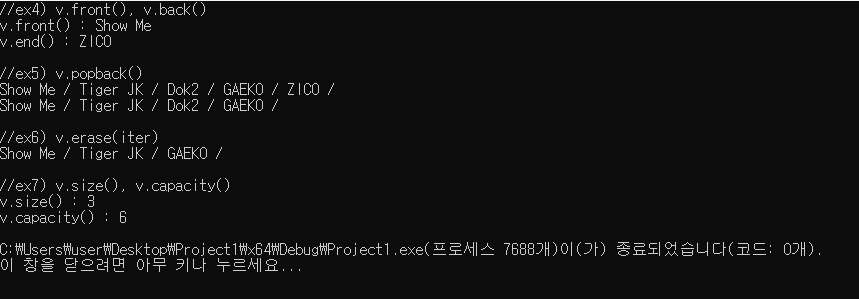 //ex4) v.front(), v.back()
v.front() : Show Me
v.end() : ZICO
//ex5) v.popback()
Show Me / Tiger JK / Dok2 / GAEKO / ZICO /
Show Me / Tiger JK / Dok2 / GAEKO /
//ex6) v.erase(iter)
Show Me / Tiger JK / GAEKO /
//ex7) v.size(), v.capacity()
v.size() : 3
v.capacity() : 6
C:₩Users₩user₩Desktop₩Project1₩x64₩Debug₩Project1.exe(프로세스 7688개)이(가) 종료되었습니다(코드: 0개).
이 창을 닫으려면 아무 키나 누르세요...